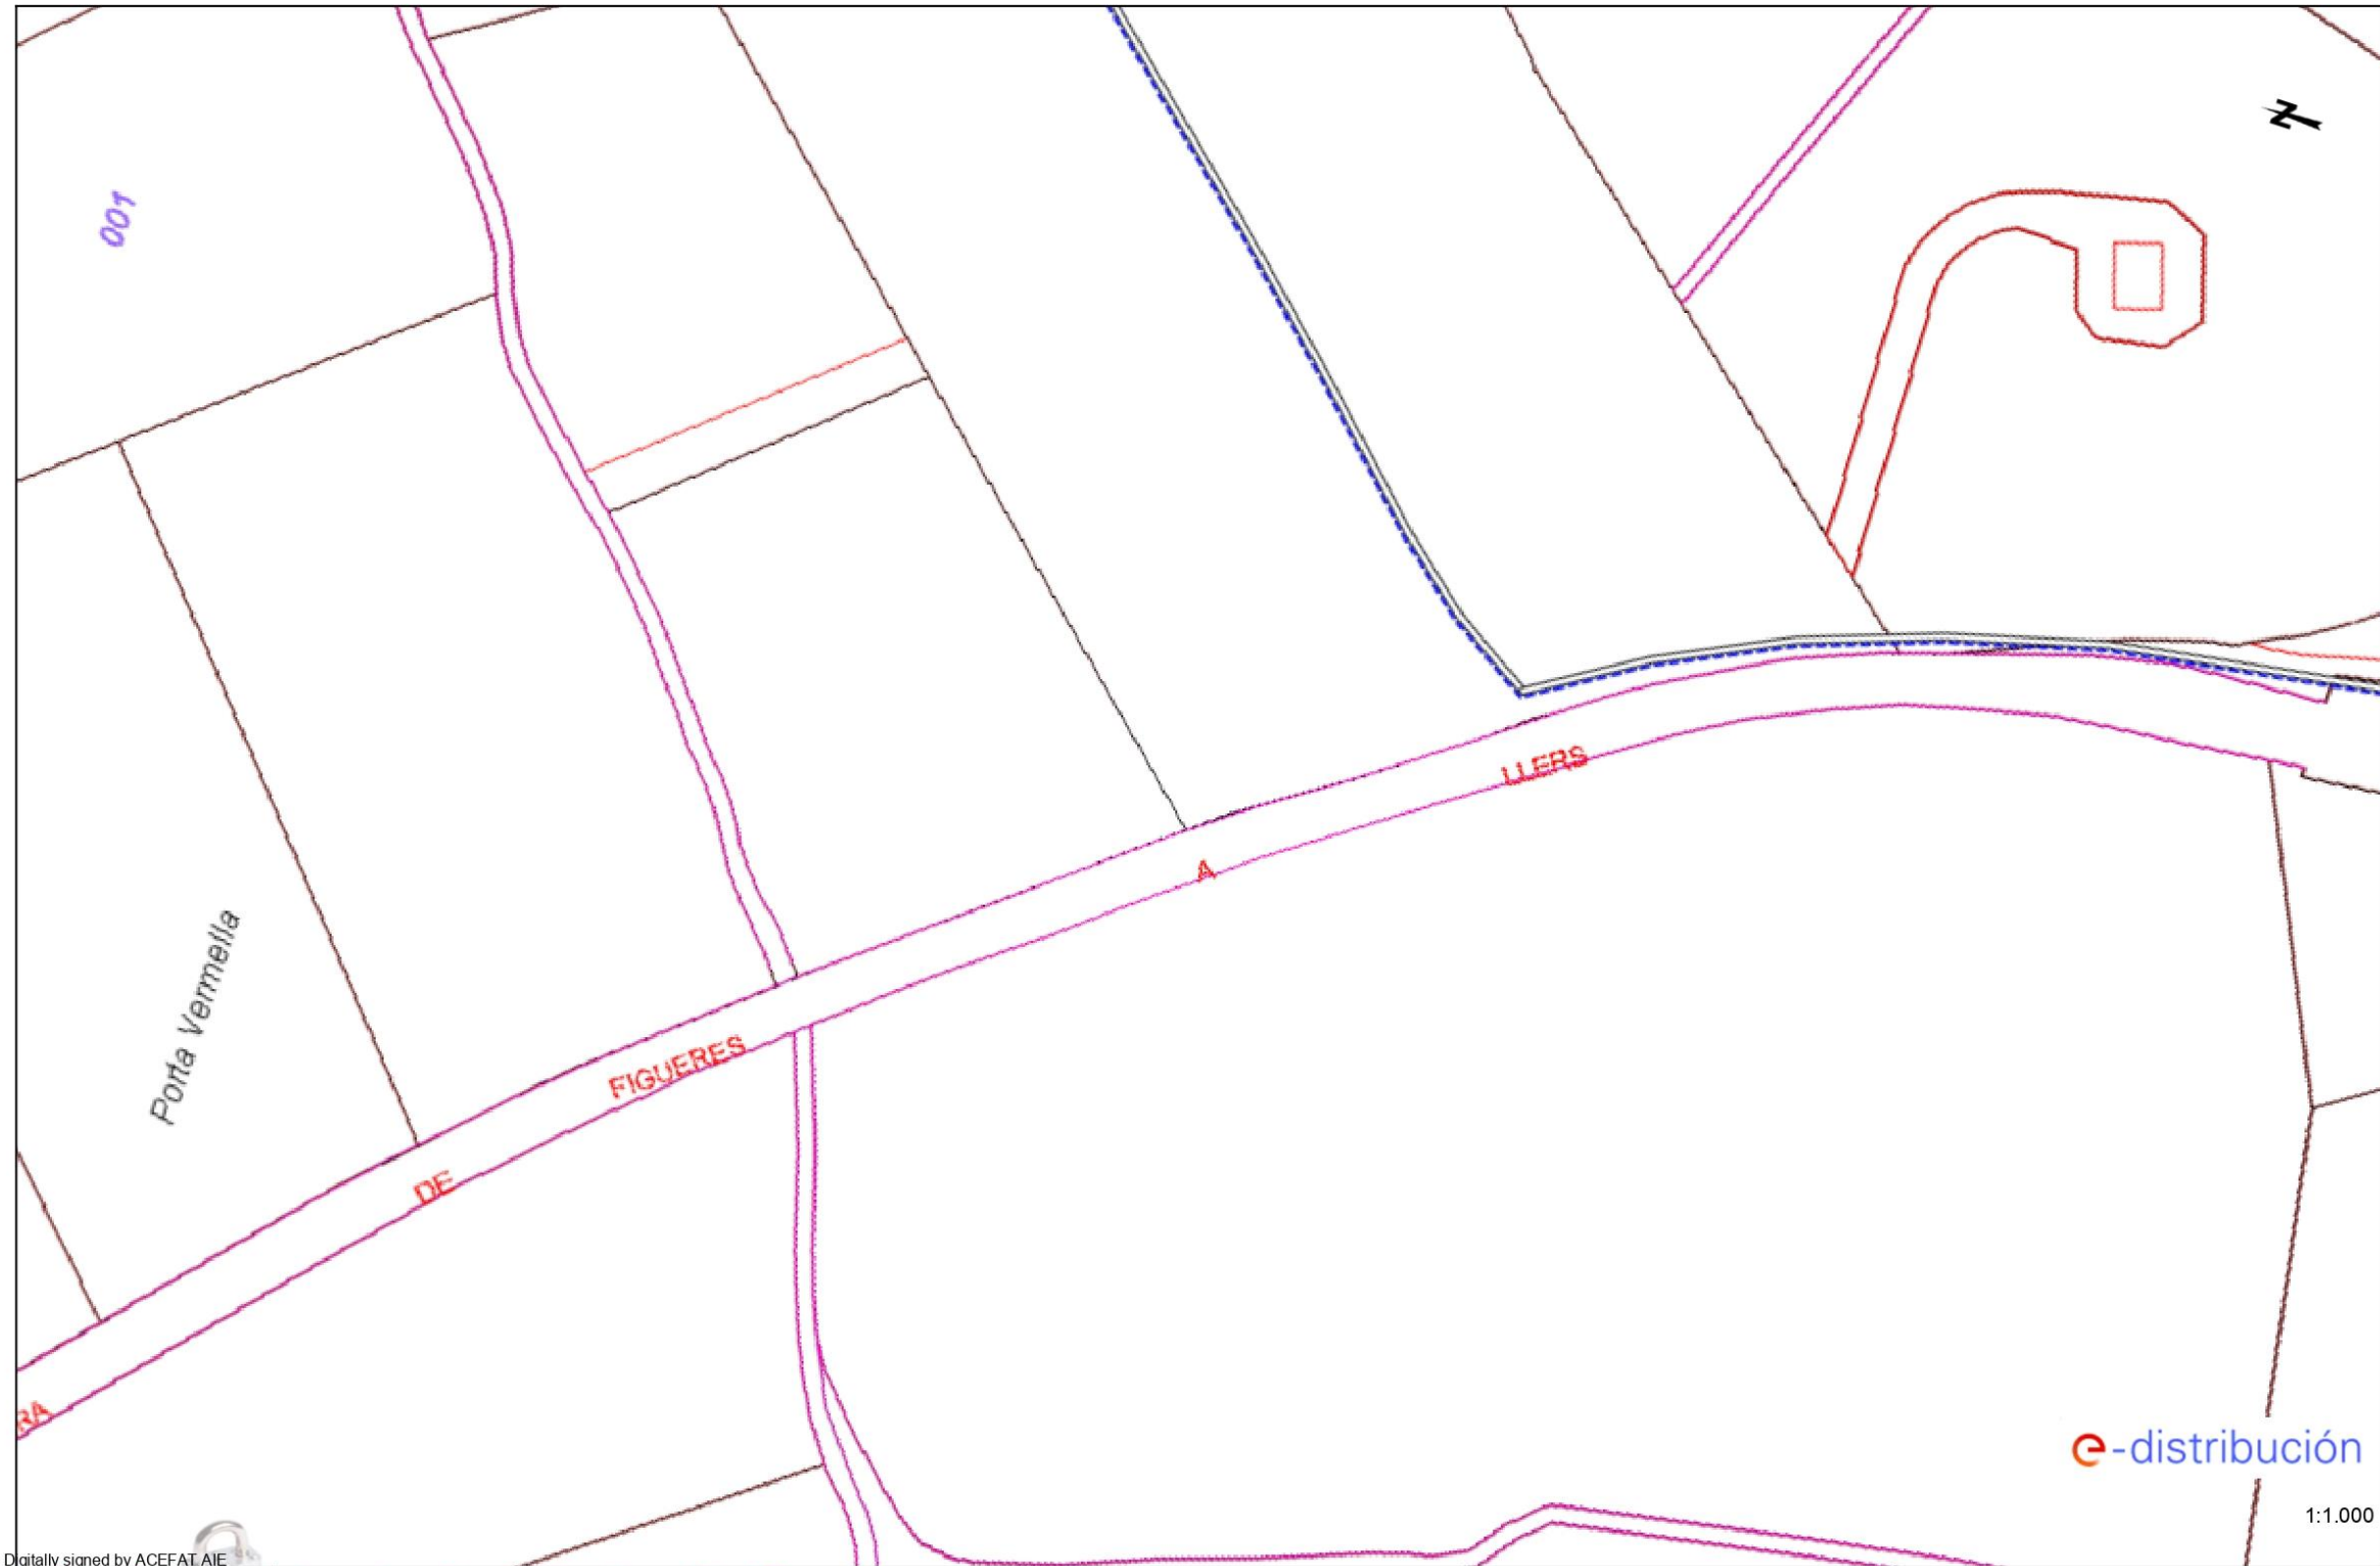 001
LLERS
A
Porta Vermella
FIGUERES
DE
RA
e-distribución
1:1.000
Digitally signed by ACEFAT AIE